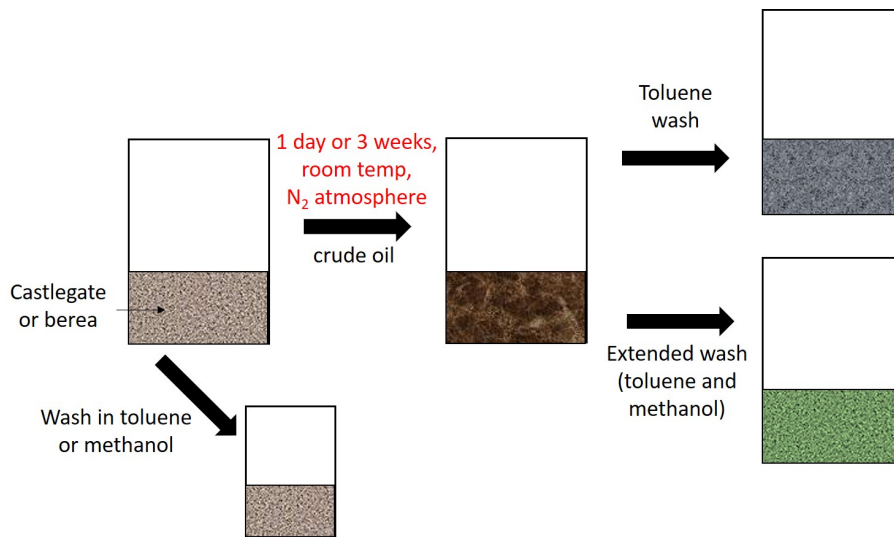 Castlegate
or berea
Wash in toluene
or methanol
1 day or 3 weeks,
room temp,
N₂ atmosphere
crude oil
Toluene
wash
Extended wash
(toluene and
methanol)